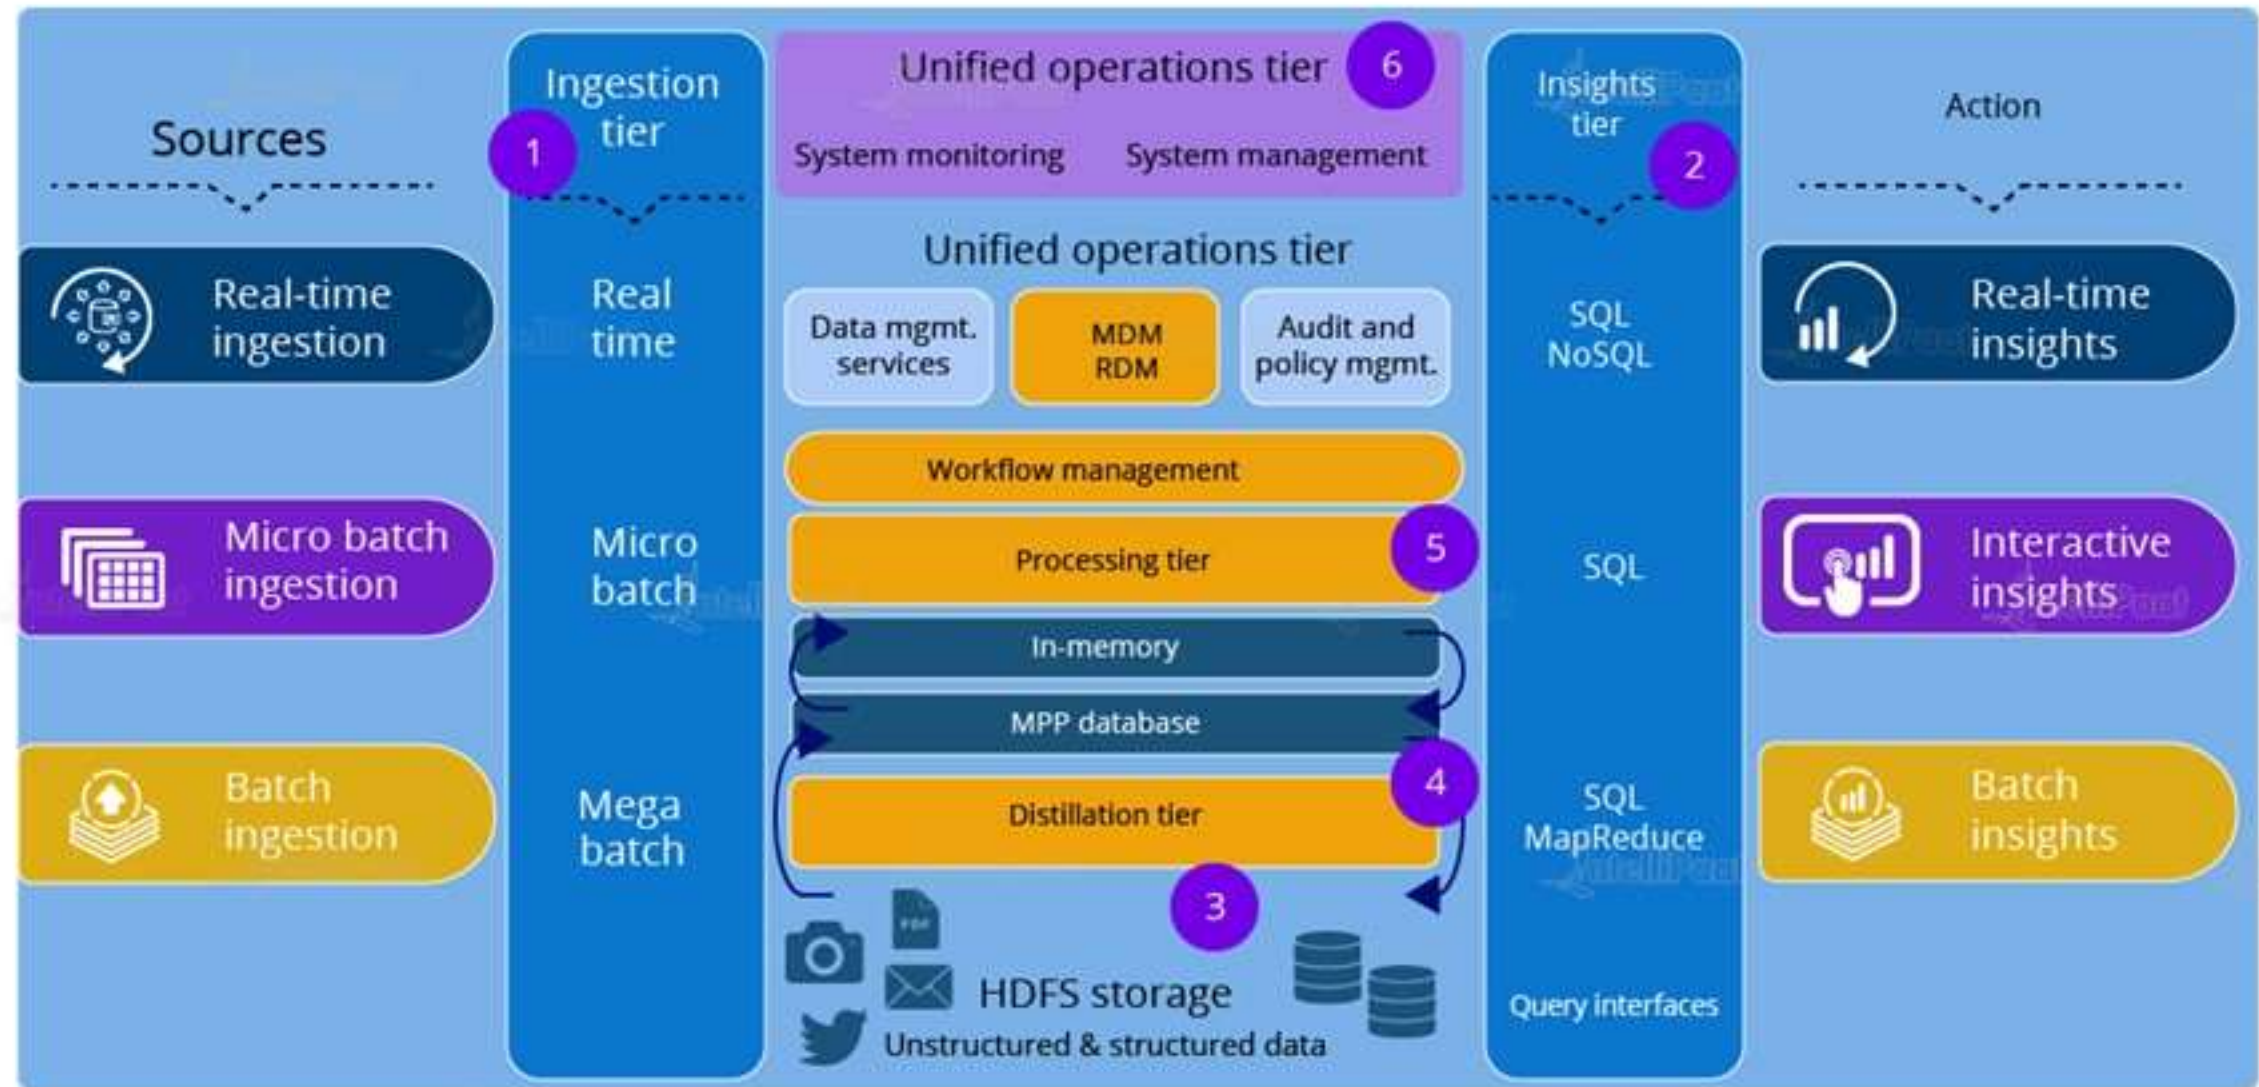 Sources
Real-time
ingestion
Micro batch
ingestion
Batch
ingestion
Ingestion
tier
1
Real
time
Micro
batch
Mega
batch
Unified operations tier
6
System monitoring
System management
Unified operations tier
Data mgmt.
services
MDM
RDM
Audit and
policy mgmt.
Workflow management
Processing tier
5
In-memory
MPP database
4
Distillation tier
3
PDF
HDFS storage
Unstructured & structured data
Insights
tier
2
SQL
NoSQL
SQL
SQL
MapReduce
Query interfaces
Action
Real-time
insights
Interactive
insights
Batch
insights